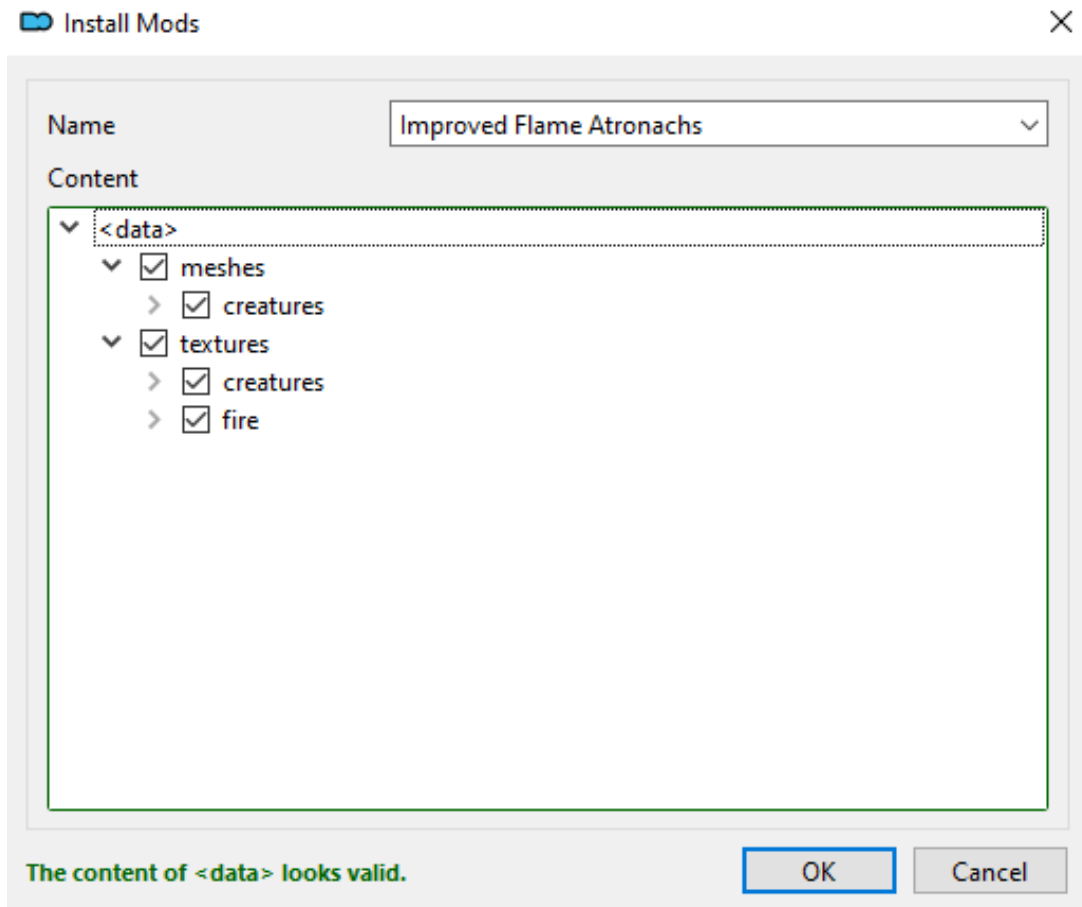 Install Mods
Name
Improved Flame Atronachs
Content
<data>
meshes
creatures
textures
creatures
fire
The content of <data> looks valid.
OK
Cancel